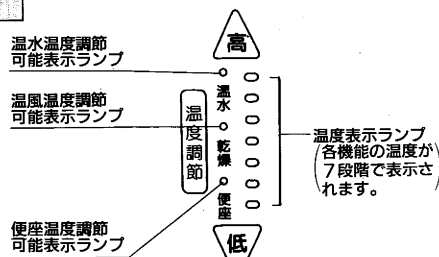 温水温度調節
可能表示ランプ
温風温度調節
可能表示ランプ
便座温度調節
可能表示ランプ
高
温水
乾燥
便座
低
温度調節
温度表示ランプ
(各機能の温度が
7段階で表示さ
れます。)